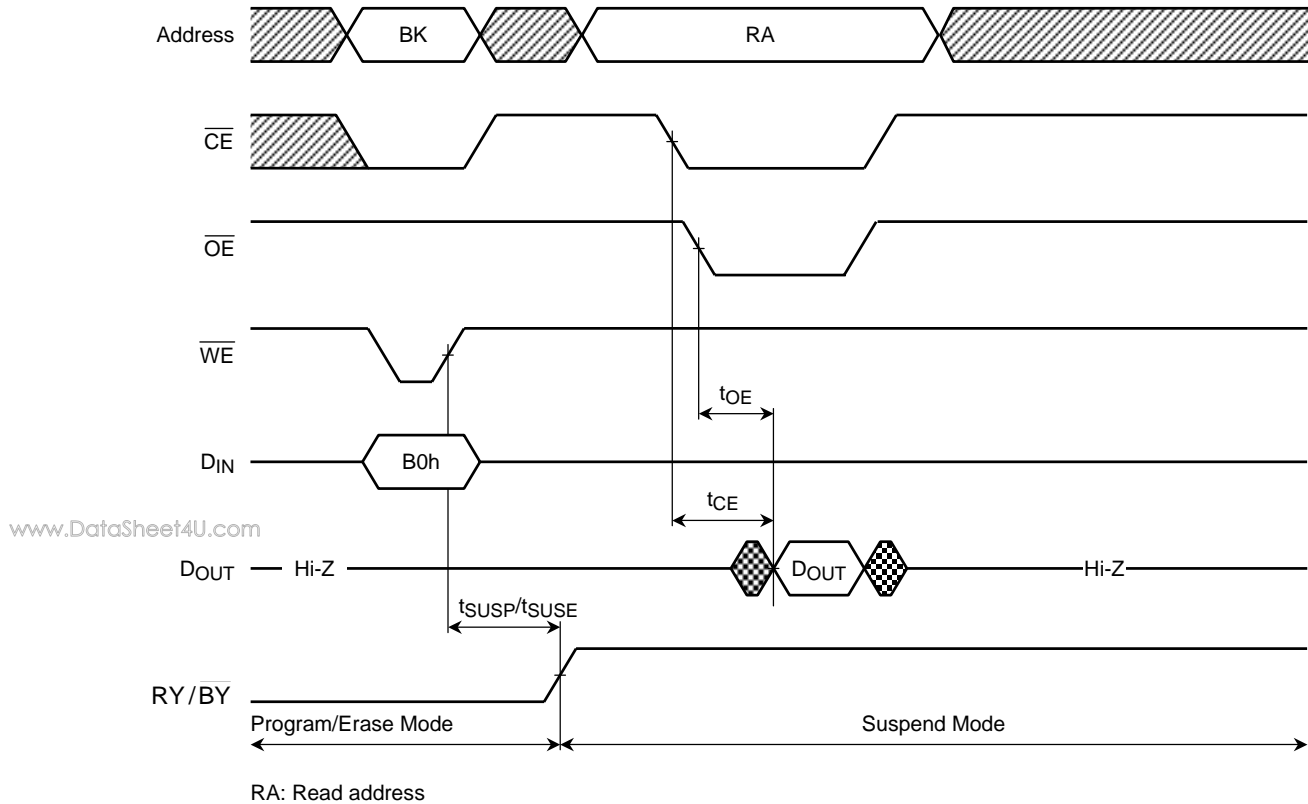 Address BK RA
CE
OE
WE
tOE
DIN B0h
tCE
www.DataSheet4U.com
DOUT Hi-Z DOUT Hi-Z
tSUSP/tSUSE
RY/BY
Program/Erase Mode Suspend Mode
RA: Read address